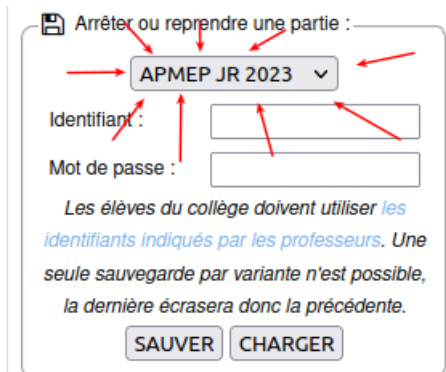 Arrêter ou reprendre une partie :
APMEP JR 2023
Identifiant :
Mot de passe :
Les élèves du collège doivent utiliser les
identifiants indiqués par les professeurs. Une
seule sauvegarde par variante n'est possible,
la dernière écrasera donc la précédente.
SAUVER CHARGER